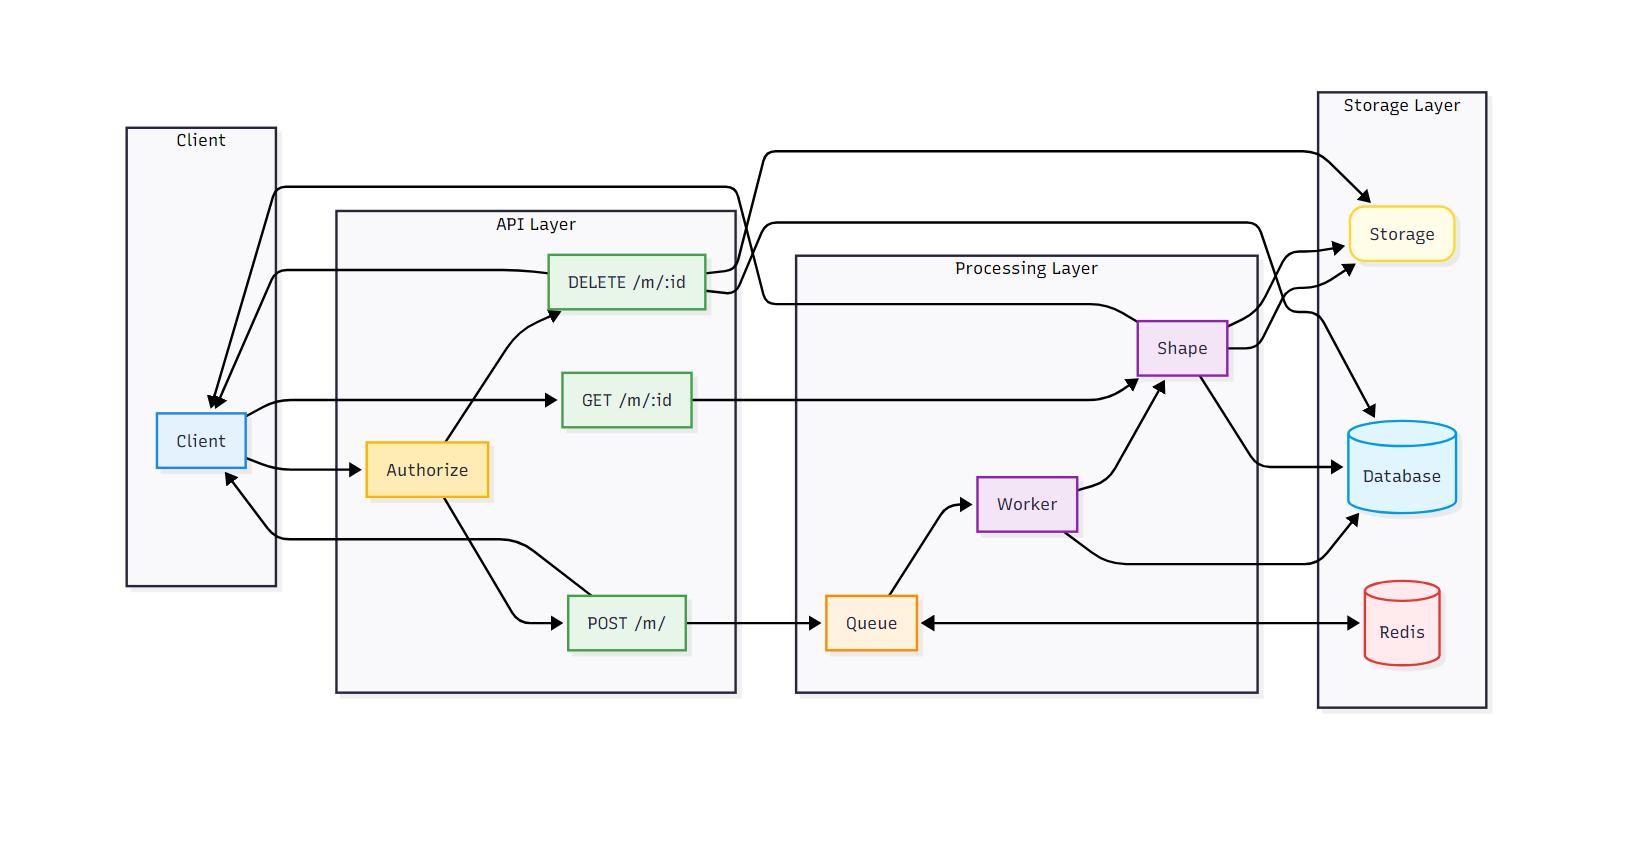 Client
Client
API Layer
DELETE /m/:id
GET /m/:id
Authorize
POST /m/
Processing Layer
Shape
Worker
Queue
Storage Layer
Storage
Database
Redis